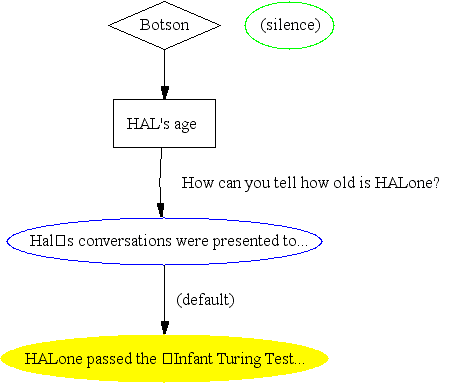 Botson
(silence)
HAL's age
How can you tell how old is HALone?
Hal□s conversations were presented to...
(default)
HALone passed the □Infant Turing Test...